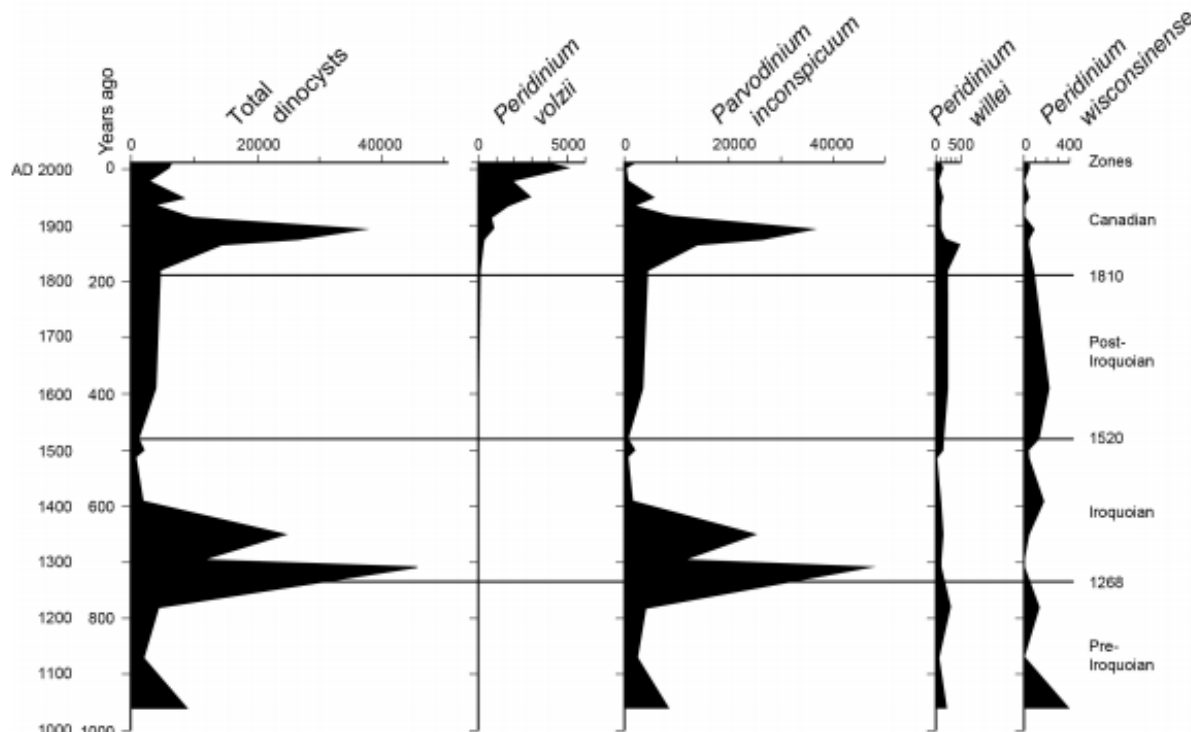 Years ago
Total
dinocysts
Peridinium
volzii
Parvodinium
inconspicuum
Peridinium
willei
Peridinium
wisconsinense
0 20000 40000
0 5000
0 20000 40000
0 500
0 400
AD 2000 0
1900
1800 200
1700
1600 400
1500
1400 600
1300
1200 800
1100
1000 1000
Zones
Canadian
1810
Post-
Iroquoian
1520
Iroquoian
1268
Pre-
Iroquoian